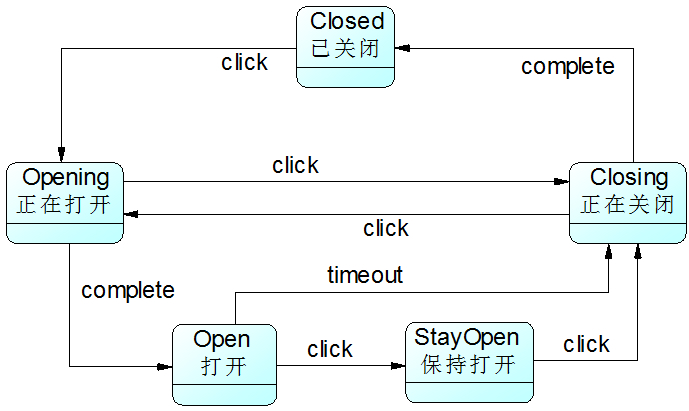 Closed
已关闭
click
complete
Opening
正在打开
click
Closing
正在关闭
click
complete
timeout
Open
打开
click
StayOpen
保持打开
click